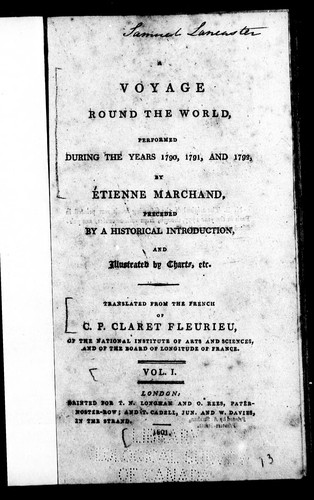 Samuel Lancaster
A
VOYAGE
ROUND THE WORLD,
PERFORMED
DURING THE YEARS 1790, 1791, AND 1792,
BY
ÉTIENNE MARCHAND,
PRECEDED
BY A HISTORICAL INTRODUCTION,
AND
Illustrated by Charts, etc.
TRANSLATED FROM THE FRENCH
OF
C. P. CLARET FLEURIEU,
OF THE NATIONAL INSTITUTE OF ARTS AND SCIENCES,
AND OF THE BOARD OF LONGITUDE OF FRANCE.
VOL. I.
LONDON:
PRINTED FOR T. N. LONGMAN AND O. REES, PATER-
NOSTER-ROW; AND T. CADELL, JUN. AND W. DAVIES,
IN THE STRAND.
1801.
13